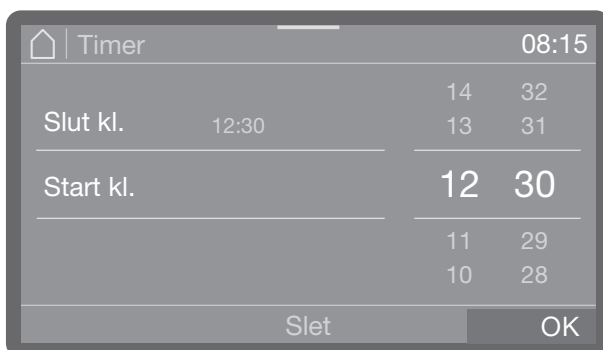 Timer 08:15
14 32
Slut kl. 12:30 13 31
Start kl. 12 30
11 29
10 28
Slet OK